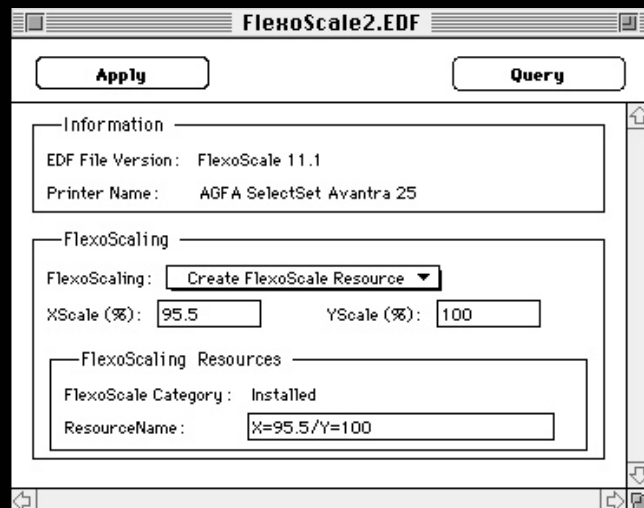 FlexoScale2.EDF
Apply Query
Information
EDF File Version: FlexoScale 11.1
Printer Name: AGFA SelectSet Avantra 25
FlexoScaling
FlexoScaling: Create FlexoScale Resource
XScale (%): 95.5 YScale (%): 100
FlexoScaling Resources
FlexoScale Category: Installed
ResourceName: X=95.5/Y=100